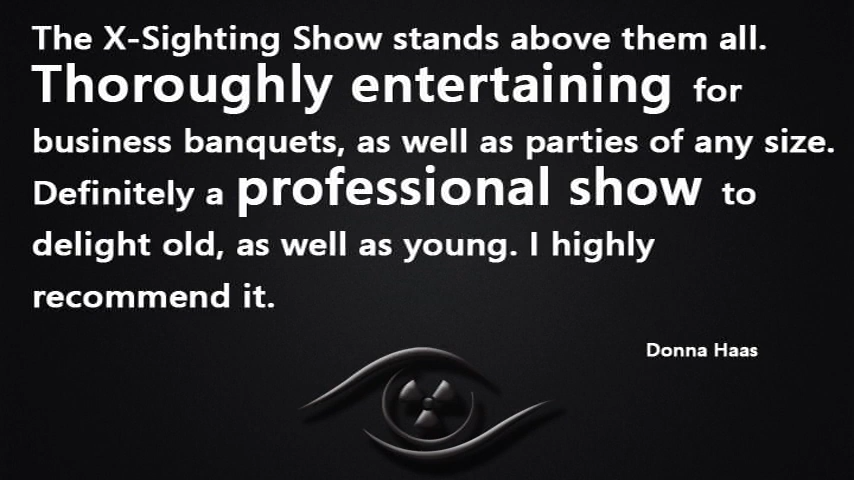 The X-Sighting Show stands above them all.
Thoroughly entertaining for
business banquets, as well as parties of any size.
Definitely a professional show to
delight old, as well as young. I highly
recommend it.
Donna Haas